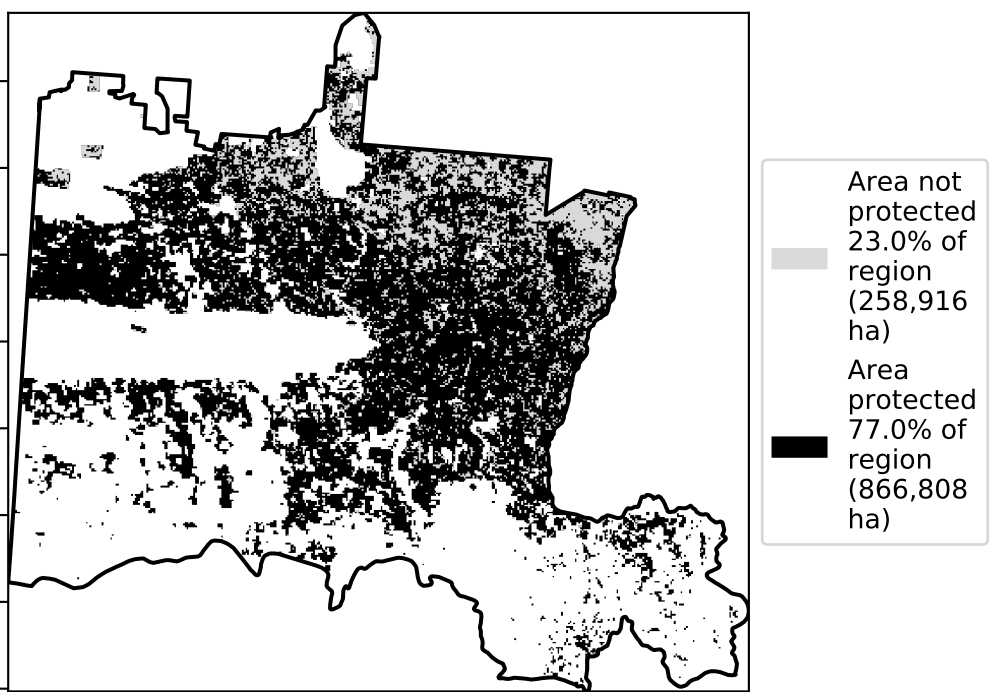 Area not
protected
23.0% of
region
(258,916
ha)
Area
protected
77.0% of
region
(866,808
ha)